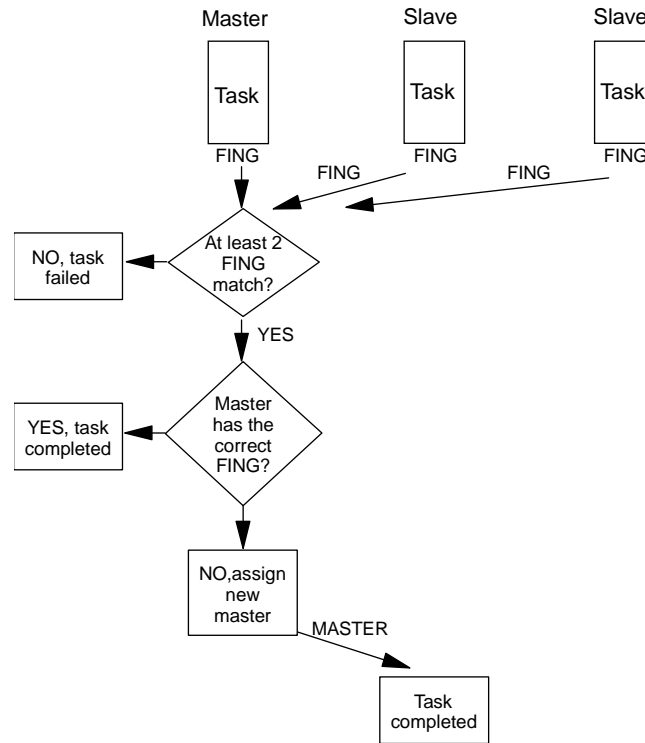 Master
Slave
Slave
Task
Task
Task
FING
FING
FING
FING
FING
At least 2
FING
match?
NO, task
failed
YES
Master
has the
correct
FING?
YES, task
completed
NO,assign
new
master
MASTER
Task
completed